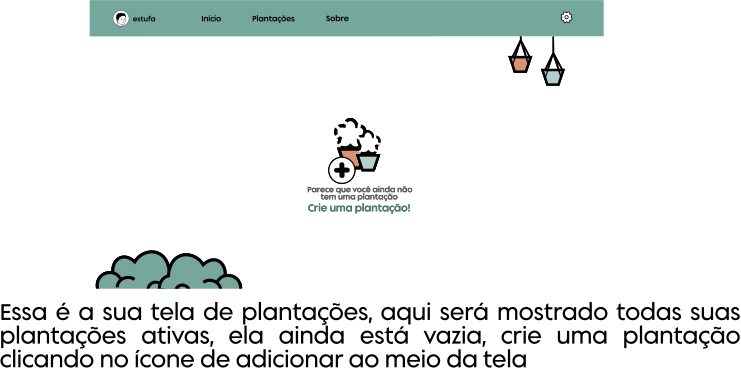 estufa Início Plantações Sobre
Parece que você ainda não
tem uma plantação
Crie uma plantação!
Essa é a sua tela de plantações, aqui será mostrado todas suas
plantações ativas, ela ainda está vazia, crie uma plantação
clicando no ícone de adicionar ao meio da tela